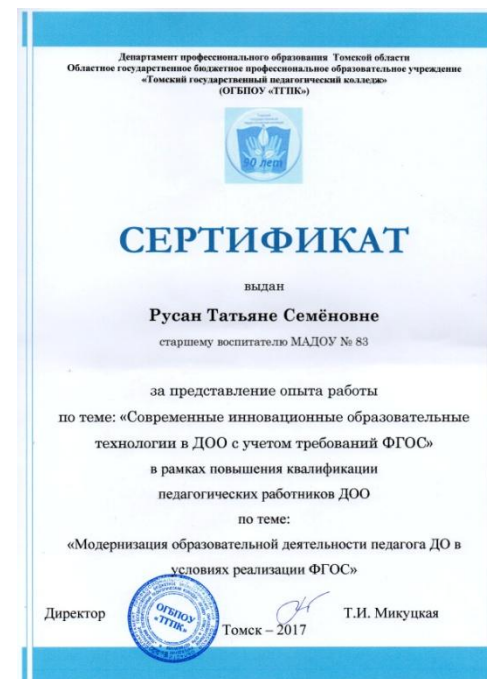 Департамент профессионального образования Томской области
Областное государственное бюджетное профессиональное образовательное учреждение
«Томский государственный педагогический колледж»
(ОГБПОУ «ТГПК»)
90 лет
СЕРТИФИКАТ
выдан
Русан Татьяне Семёновне
старшему воспитателю МАДОУ № 83
за представление опыта работы
по теме: «Современные инновационные образовательные
технологии в ДОО с учетом требований ФГОС»
в рамках повышения квалификации
педагогических работников ДОО
по теме:
«Модернизация образовательной деятельности педагога ДО в
условиях реализации ФГОС»
Директор
ОГБПОУ
«ТГПК»
Т.И. Микуцкая
Томск – 2017